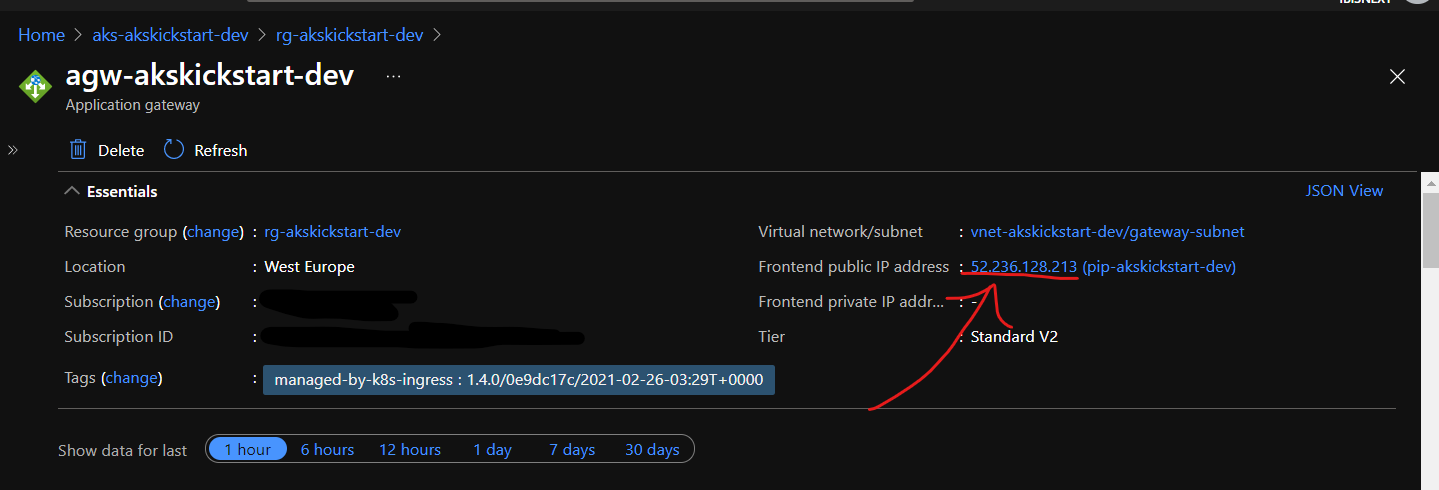 Home > aks-akskickstart-dev > rg-akskickstart-dev >
agw-akskickstart-dev ...
Application gateway
» Delete Refresh
Essentials JSON View
Resource group (change) : rg-akskickstart-dev
Location : West Europe
Subscription (change) :
Subscription ID :
Tags (change) : managed-by-k8s-ingress : 1.4.0/0e9dc17c/2021-02-26-03:29T+0000
Virtual network/subnet : vnet-akskickstart-dev/gateway-subnet
Frontend public IP address : 52.236.128.213 (pip-akskickstart-dev)
Frontend private IP addr... : -
Tier : Standard V2
Show data for last 1 hour 6 hours 12 hours 1 day 7 days 30 days